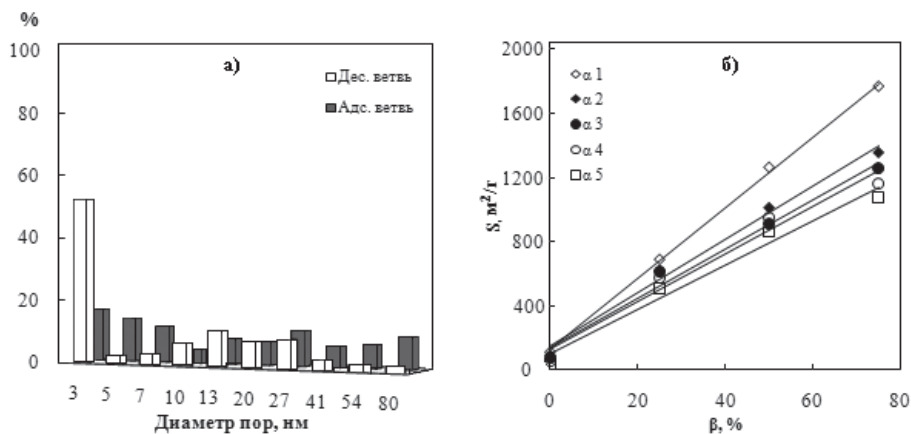 %
100
80
60
40
20
0
а)
Дес. ветвь
Адс. ветвь
3 5 7 10 13 20 27 41 54 80
Диаметр пор, нм
б)
2000
1600
1200
800
400
0
S, м²/г
α 1
α 2
α 3
α 4
α 5
0 20 40 60 80
β, %